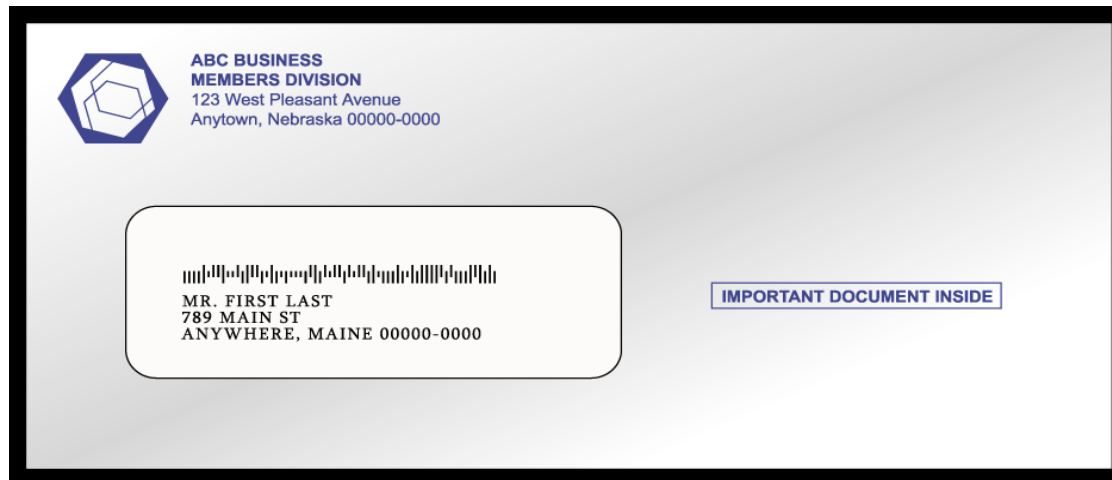 ABC BUSINESS
MEMBERS DIVISION
123 West Pleasant Avenue
Anytown, Nebraska 00000-0000
MR. FIRST LAST
789 MAIN ST
ANYWHERE, MAINE 00000-0000
IMPORTANT DOCUMENT INSIDE